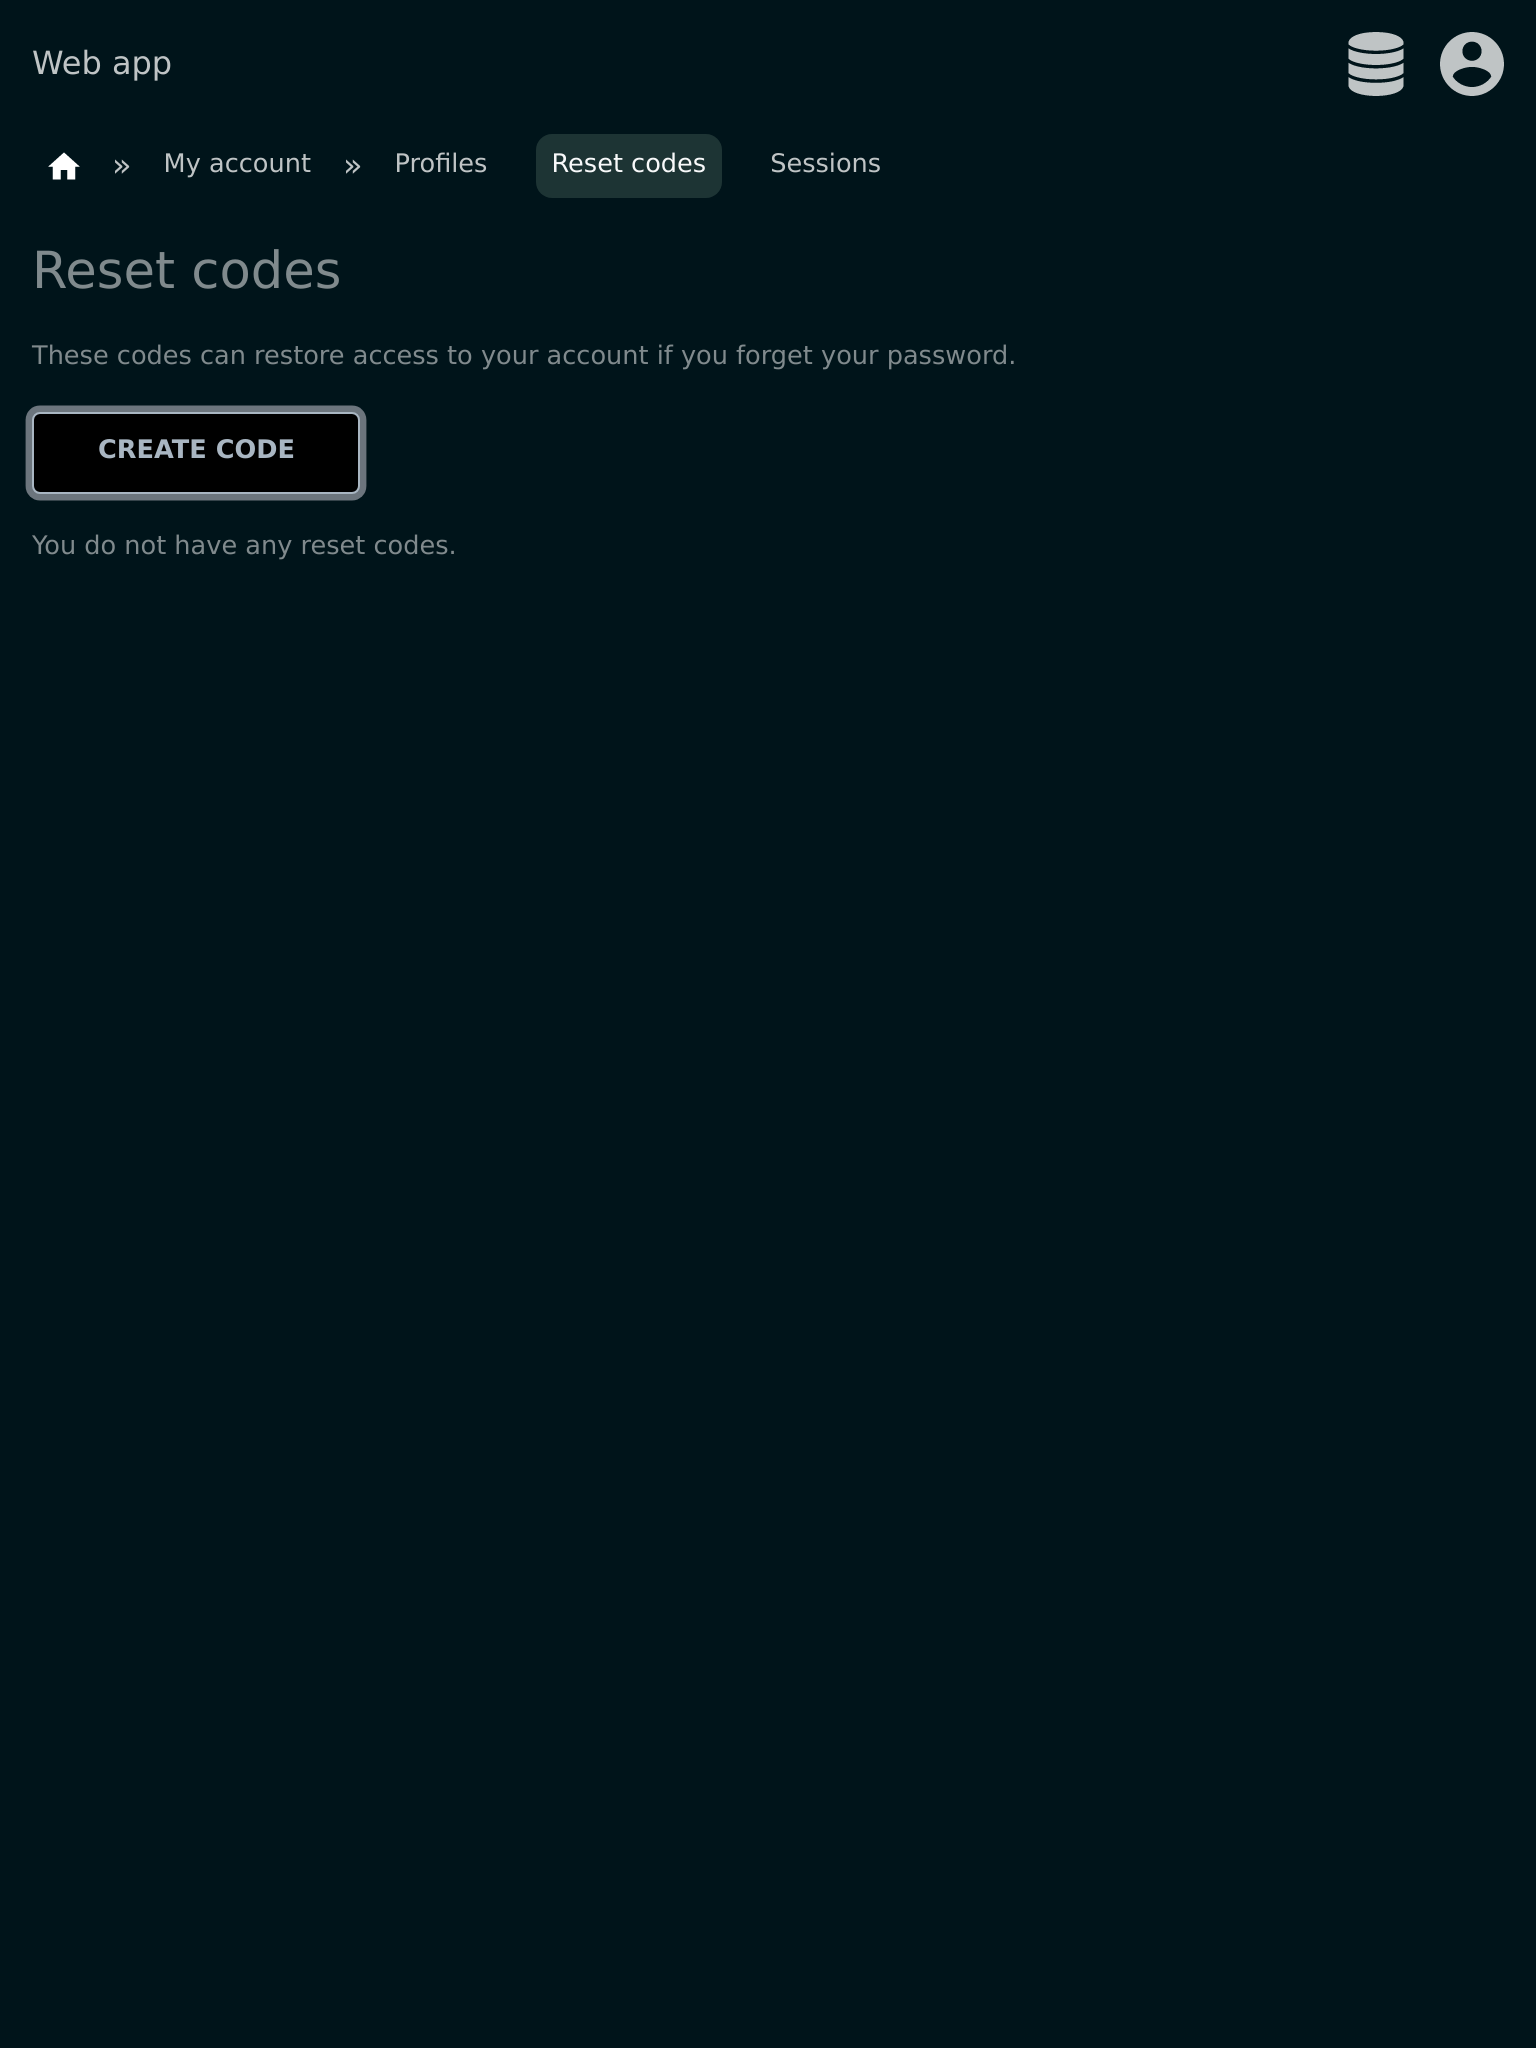 Web app
» My account » Profiles Reset codes Sessions
Reset codes
These codes can restore access to your account if you forget your password.
CREATE CODE
You do not have any reset codes.